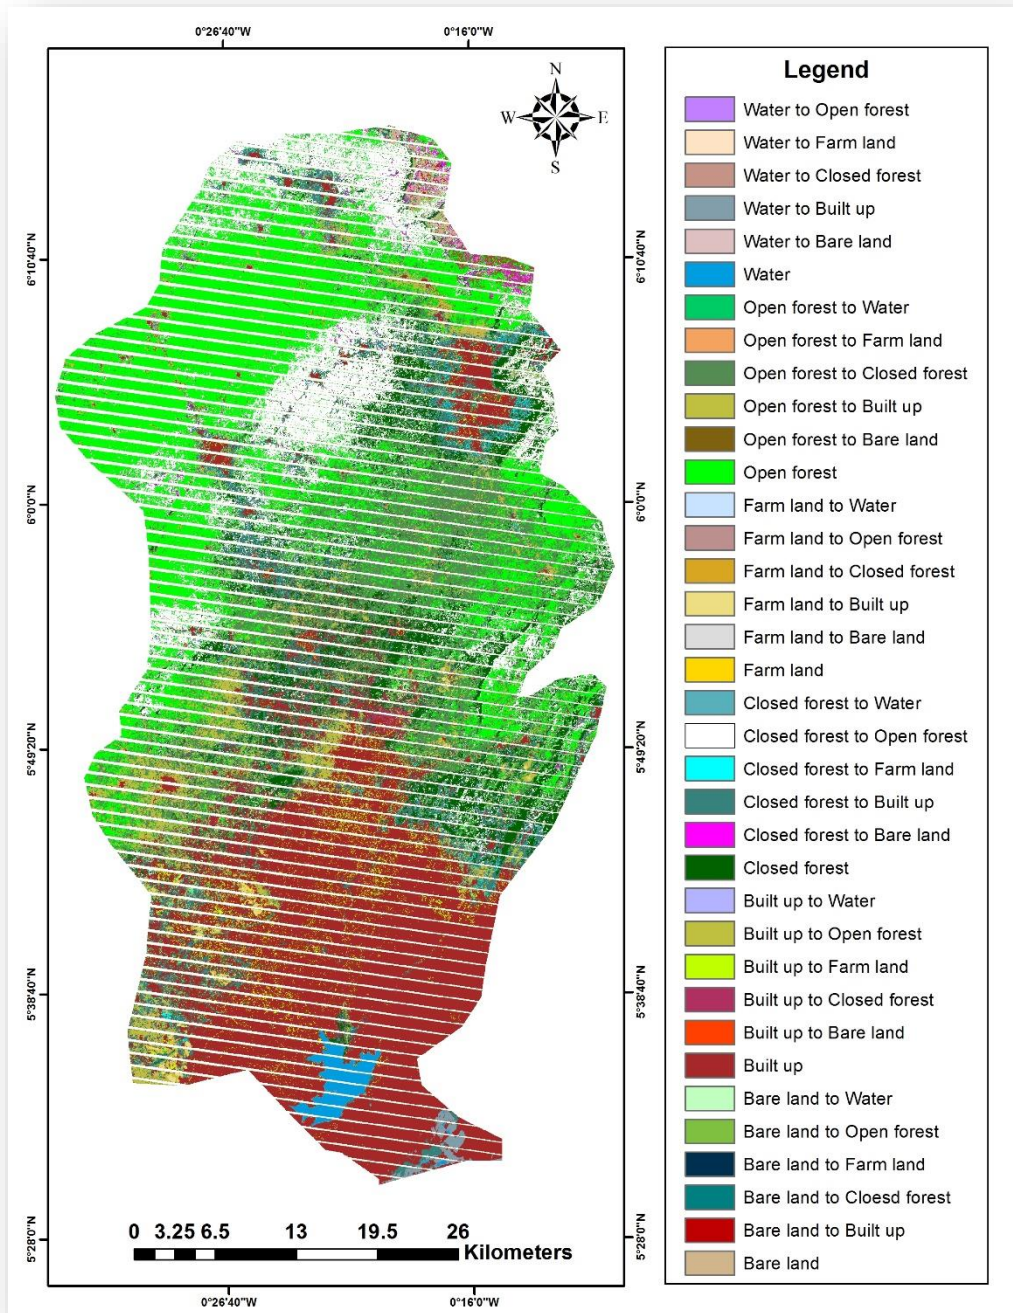 0°26'40"W
0°16'0"W
N
W
E
S
6°10'40"N
6°10'40"N
6°0'0"N
6°0'0"N
5°49'20"N
5°49'20"N
5°38'40"N
5°38'40"N
5°28'0"N
5°28'0"N
0 3.25 6.5 13 19.5 26
Kilometers
0°26'40"W
0°16'0"W
Legend
Water to Open forest
Water to Farm land
Water to Closed forest
Water to Built up
Water to Bare land
Water
Open forest to Water
Open forest to Farm land
Open forest to Closed forest
Open forest to Built up
Open forest to Bare land
Open forest
Farm land to Water
Farm land to Open forest
Farm land to Closed forest
Farm land to Built up
Farm land to Bare land
Farm land
Closed forest to Water
Closed forest to Open forest
Closed forest to Farm land
Closed forest to Built up
Closed forest to Bare land
Closed forest
Built up to Water
Built up to Open forest
Built up to Farm land
Built up to Closed forest
Built up to Bare land
Built up
Bare land to Water
Bare land to Open forest
Bare land to Farm land
Bare land to Cloesd forest
Bare land to Built up
Bare land